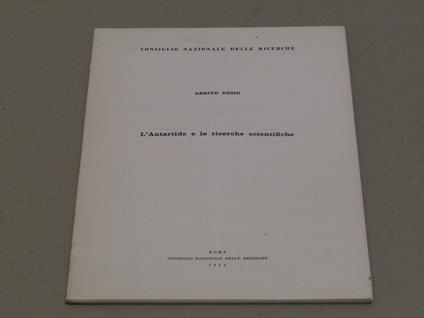 CONSIGLIO NAZIONALE DELLE RICERCHE
ARDITO DESIO
L'Antartide e le ricerche scientifiche
ROMA
CONSIGLIO NAZIONALE DELLE RICERCHE